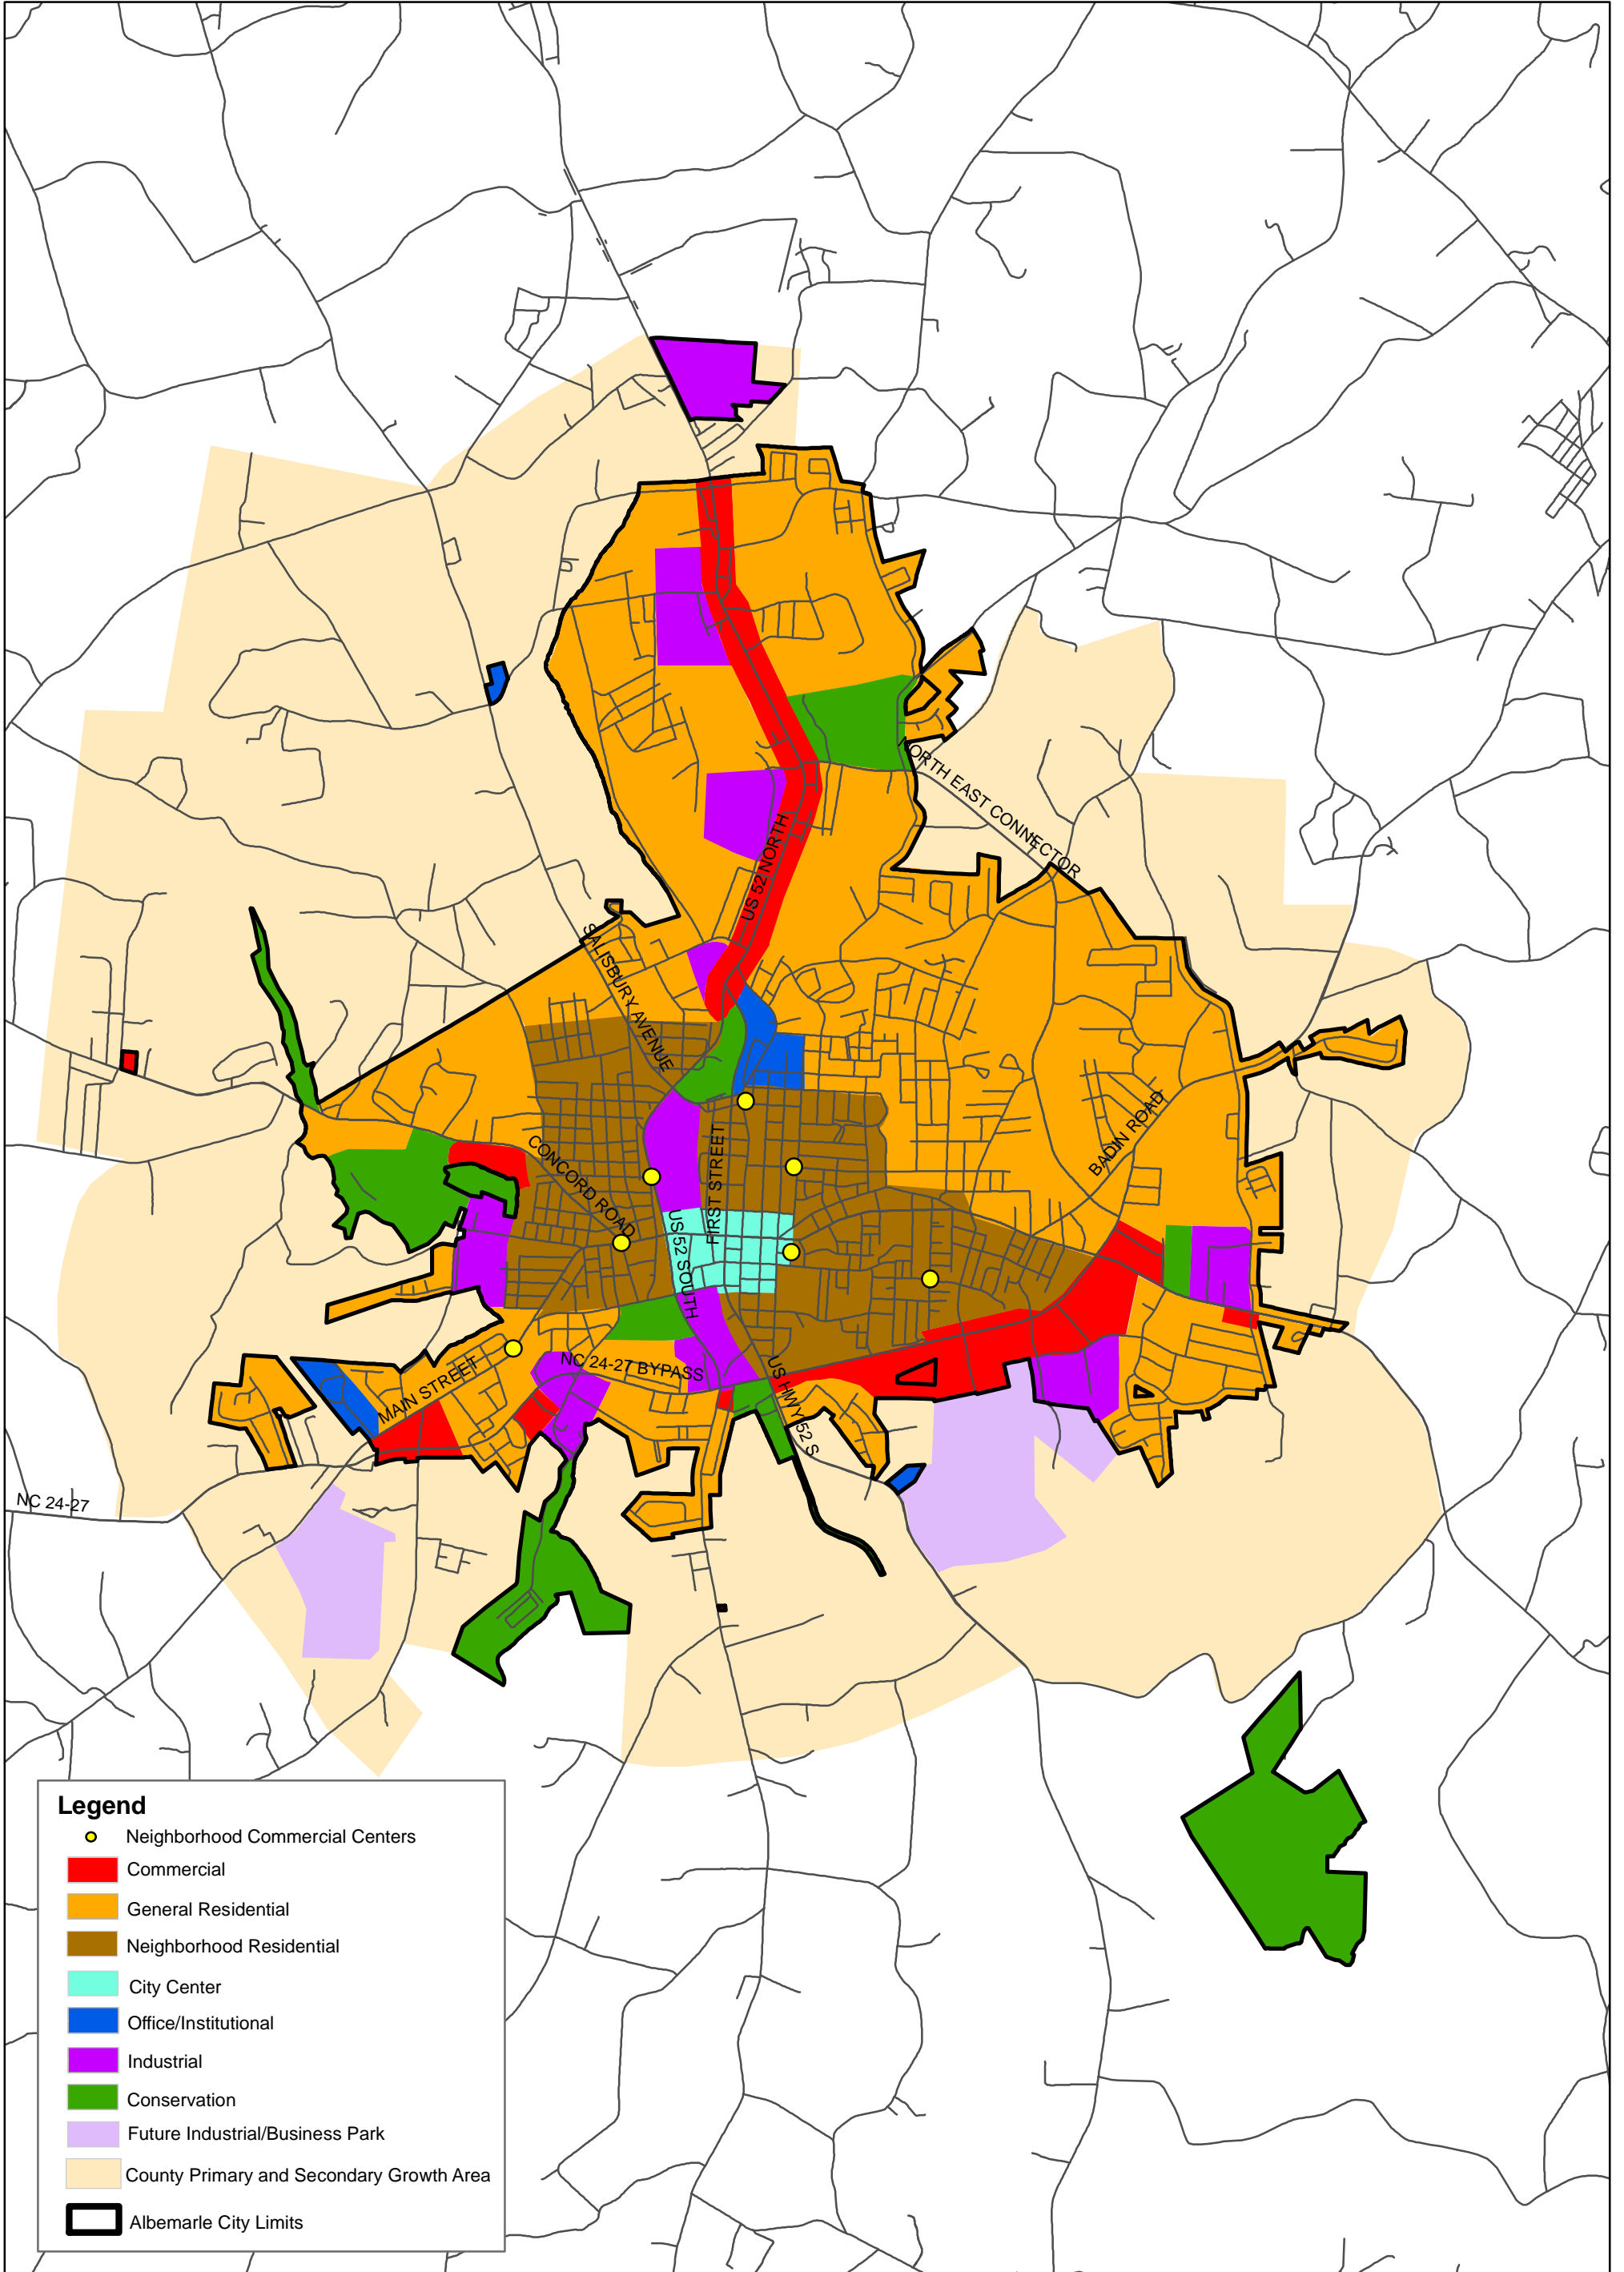 NORTH EAST CONNECTOR
US 52 NORTH
SALISBURY AVENUE
BADIN ROAD
CONCORD ROAD
FIRST STREET
US 52 SOUTH
NC 24-27 BYPASS
MAIN STREET
US HWY 52 S
NC 24-27
Legend
Neighborhood Commercial Centers
Commercial
General Residential
Neighborhood Residential
City Center
Office/Institutional
Industrial
Conservation
Future Industrial/Business Park
County Primary and Secondary Growth Area
Albemarle City Limits